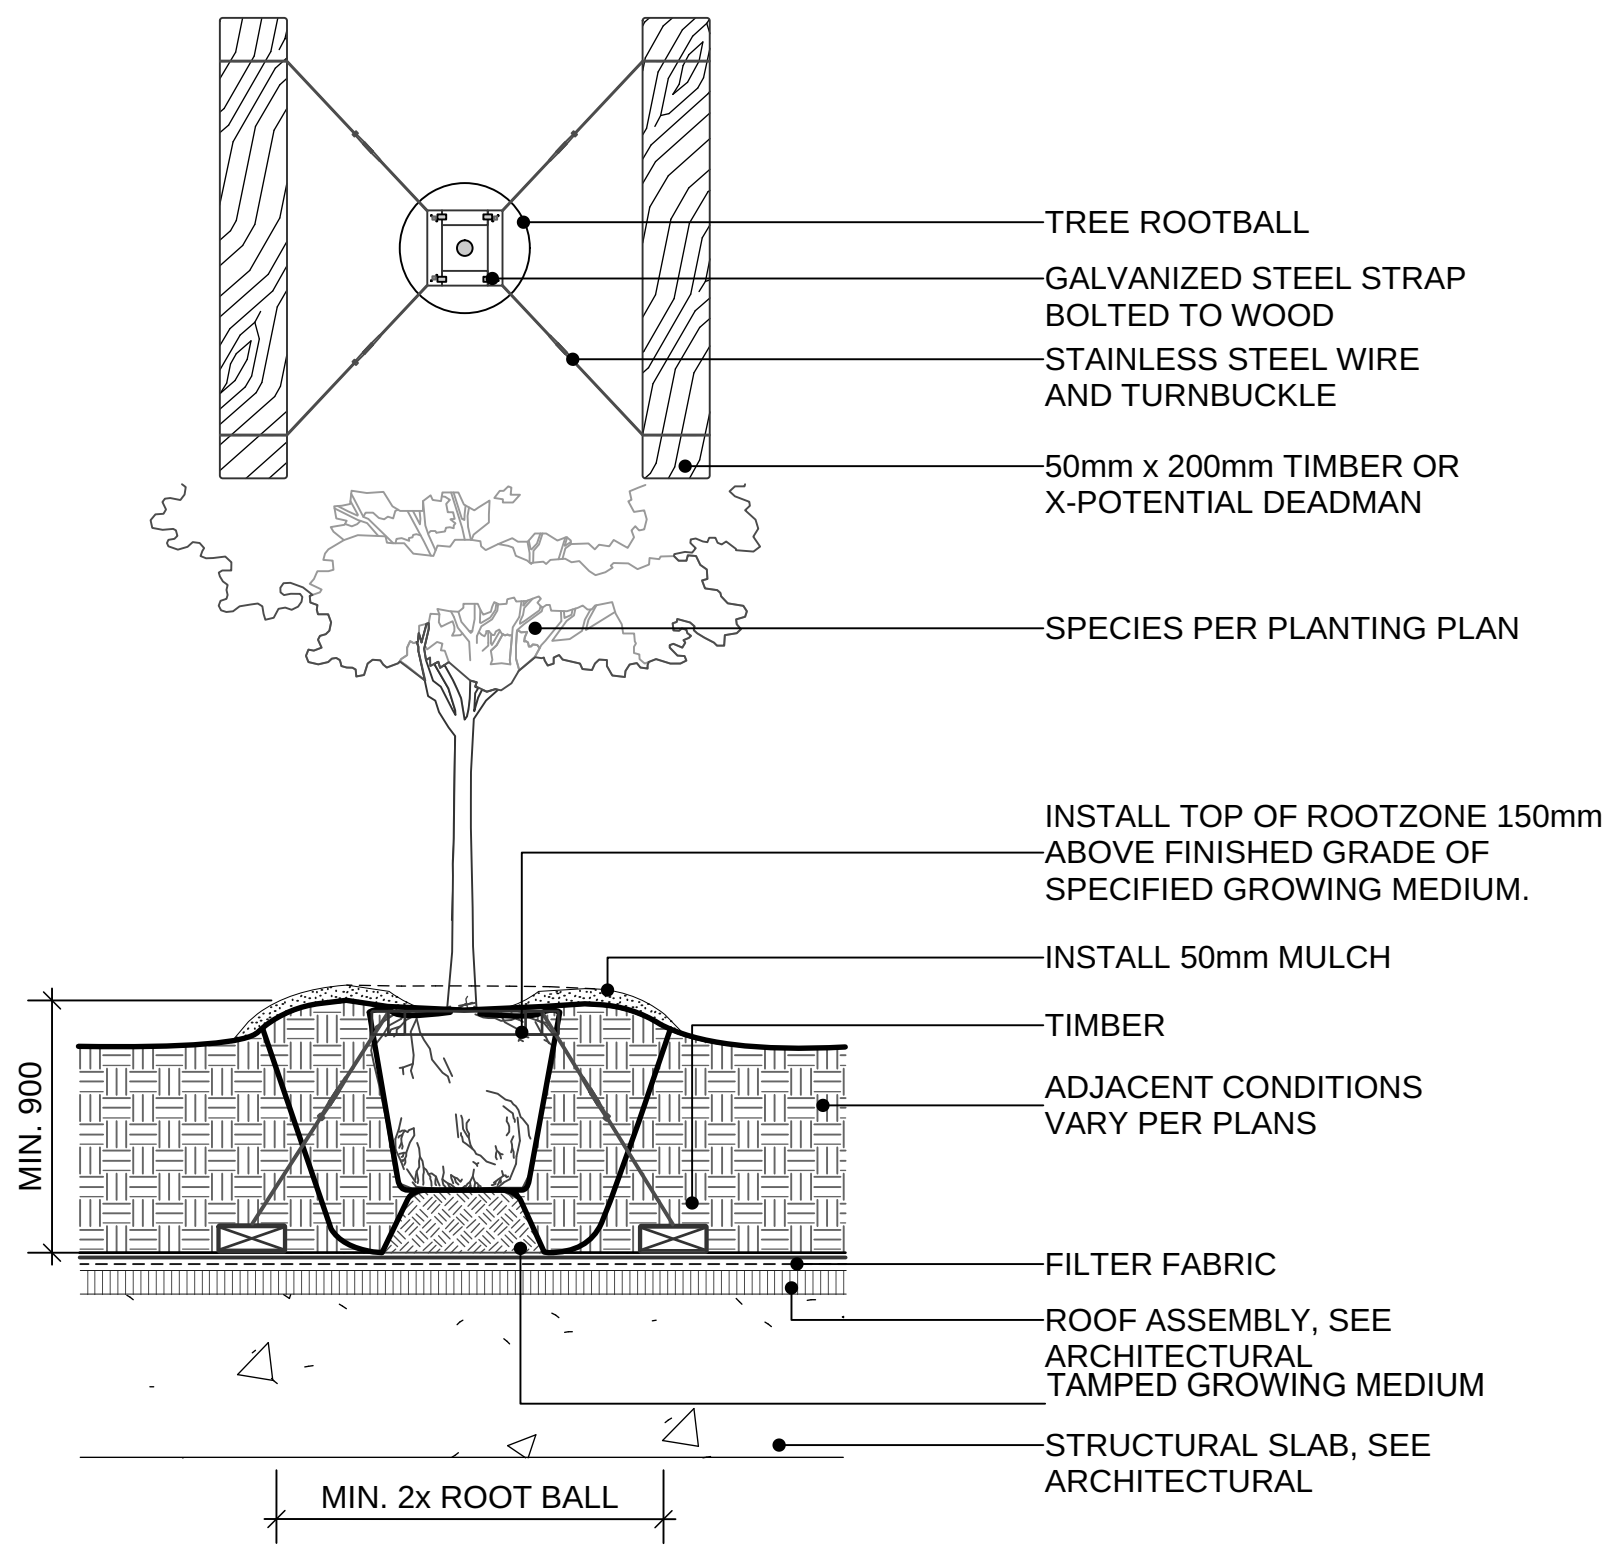 TREE ROOTBALL
GALVANIZED STEEL STRAP
BOLTED TO WOOD
STAINLESS STEEL WIRE
AND TURNBUCKLE
50mm x 200mm TIMBER OR
X-POTENTIAL DEADMAN
SPECIES PER PLANTING PLAN
INSTALL TOP OF ROOTZONE 150mm
ABOVE FINISHED GRADE OF
SPECIFIED GROWING MEDIUM.
INSTALL 50mm MULCH
TIMBER
ADJACENT CONDITIONS
VARY PER PLANS
MIN. 900
FILTER FABRIC
ROOF ASSEMBLY, SEE
ARCHITECTURAL
TAMPED GROWING MEDIUM
STRUCTURAL SLAB, SEE
ARCHITECTURAL
MIN. 2x ROOT BALL